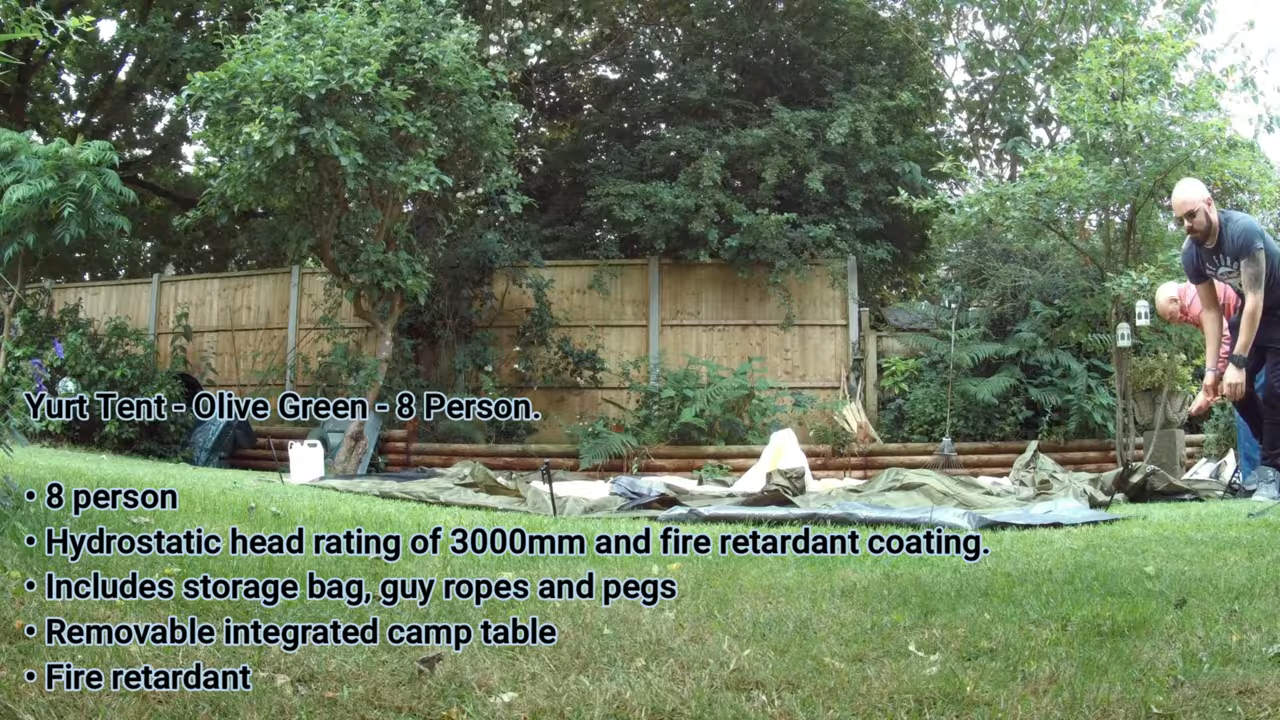 Yurt Tent - Olive Green - 8 Person.
• 8 person
• Hydrostatic head rating of 3000mm and fire retardant coating.
• Includes storage bag, guy ropes and pegs
• Removable integrated camp table
• Fire retardant